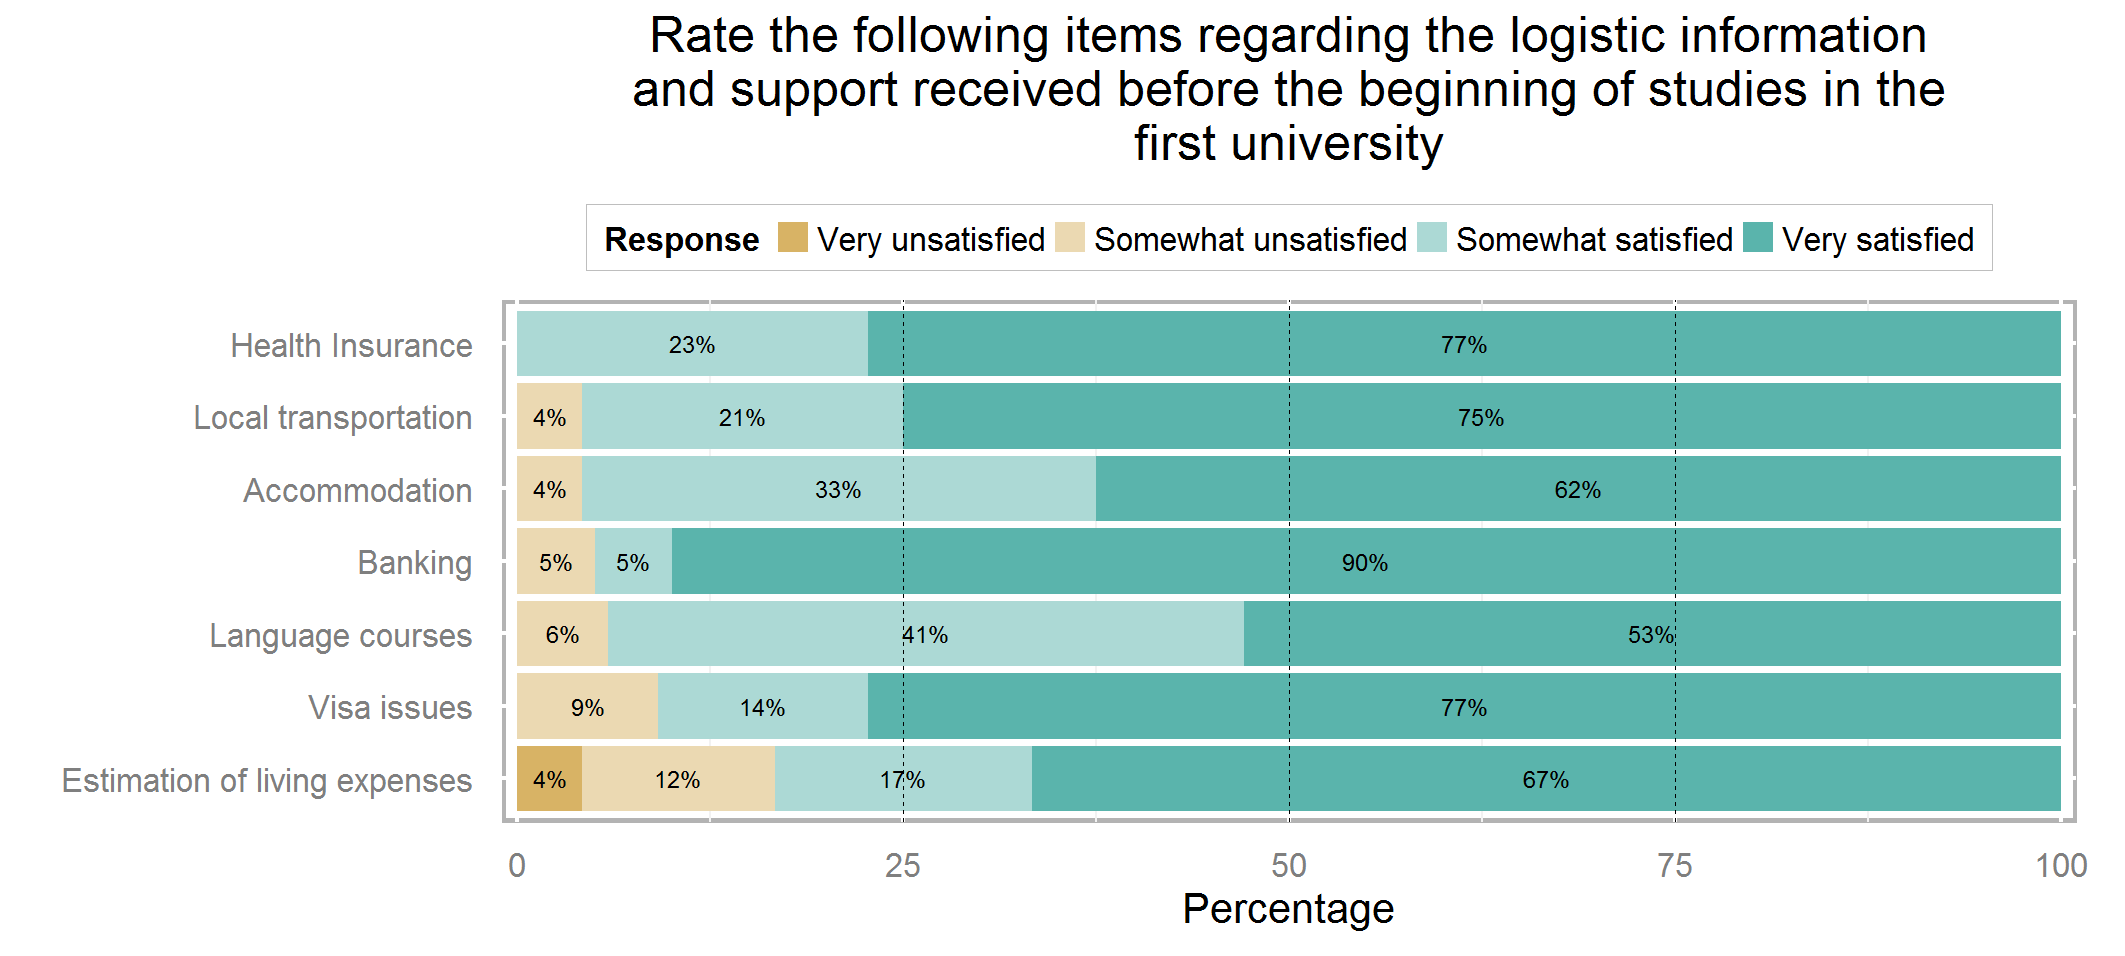 Rate the following items regarding the logistic information
and support received before the beginning of studies in the
first university
Response Very unsatisfied Somewhat unsatisfied Somewhat satisfied Very satisfied
Health Insurance 23% 77%
Local transportation 4% 21% 75%
Accommodation 4% 33% 62%
Banking 5% 5% 90%
Language courses 6% 41% 53%
Visa issues 9% 14% 77%
Estimation of living expenses 4% 12% 17% 67%
0 25 50 75 100
Percentage